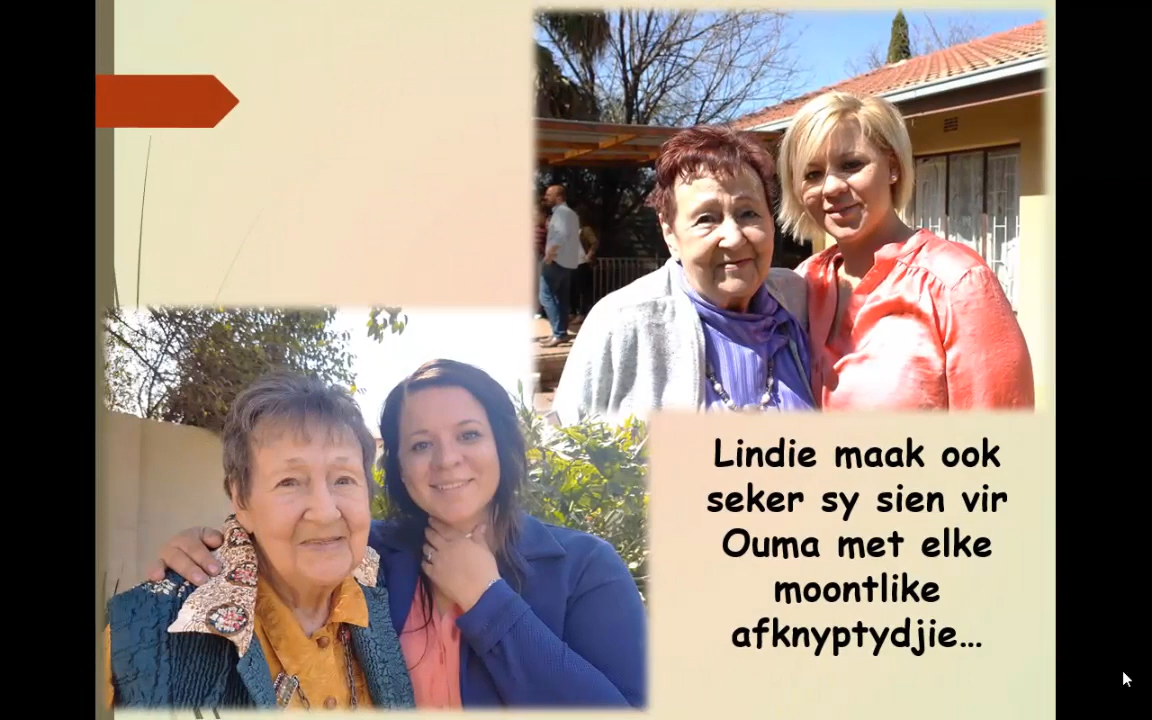 Lindie maak ook
seker sy sien vir
Ouma met elke
moontlike
afknyptydjie…